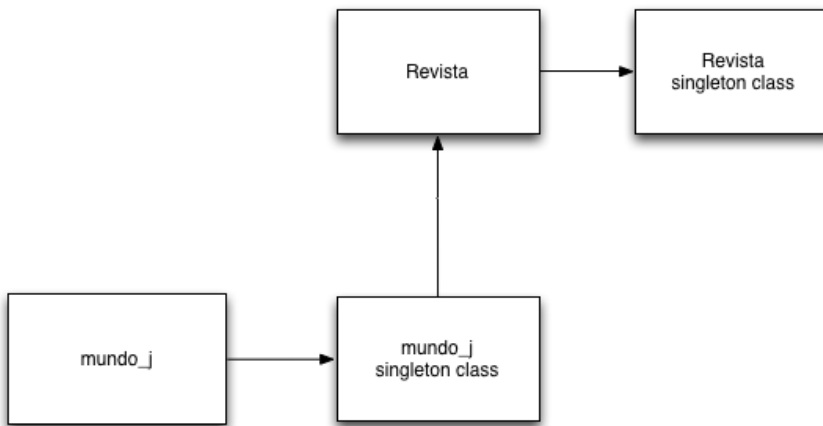 Revista
Revista
singleton class
mundo_j
mundo_j
singleton class